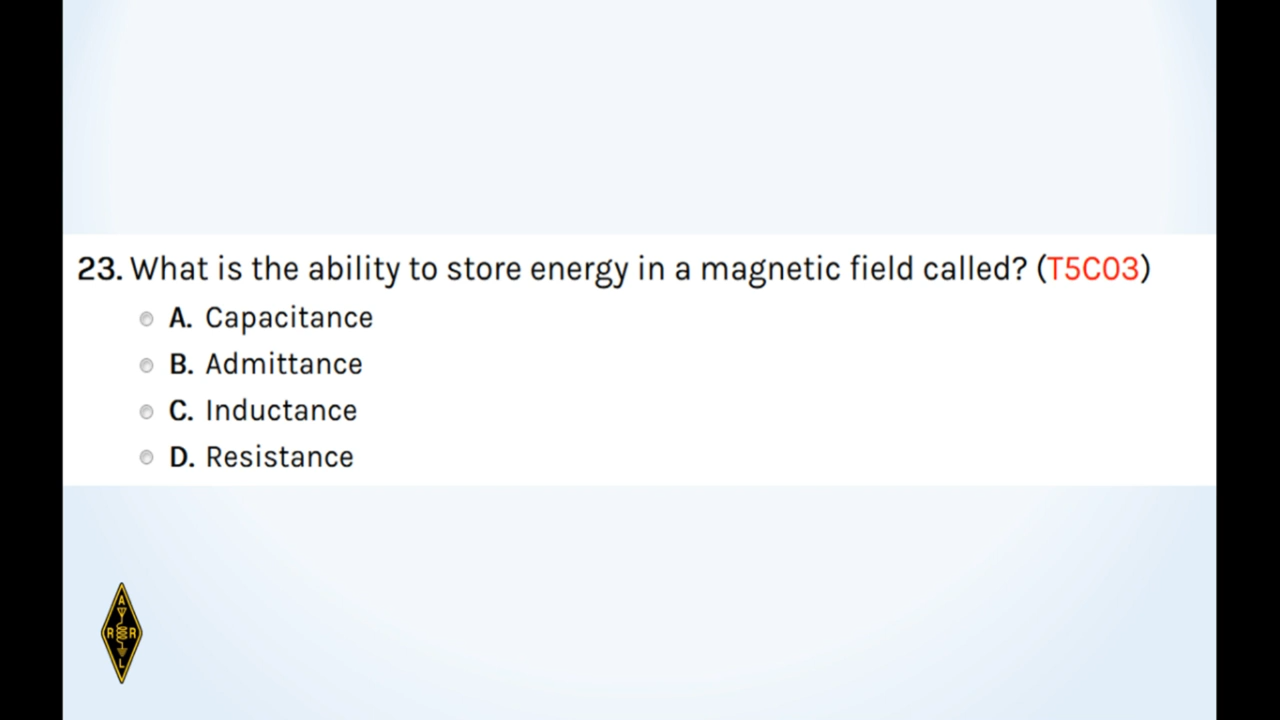 23. What is the ability to store energy in a magnetic field called? (T5C03)
A. Capacitance
B. Admittance
C. Inductance
D. Resistance
A
R R
L